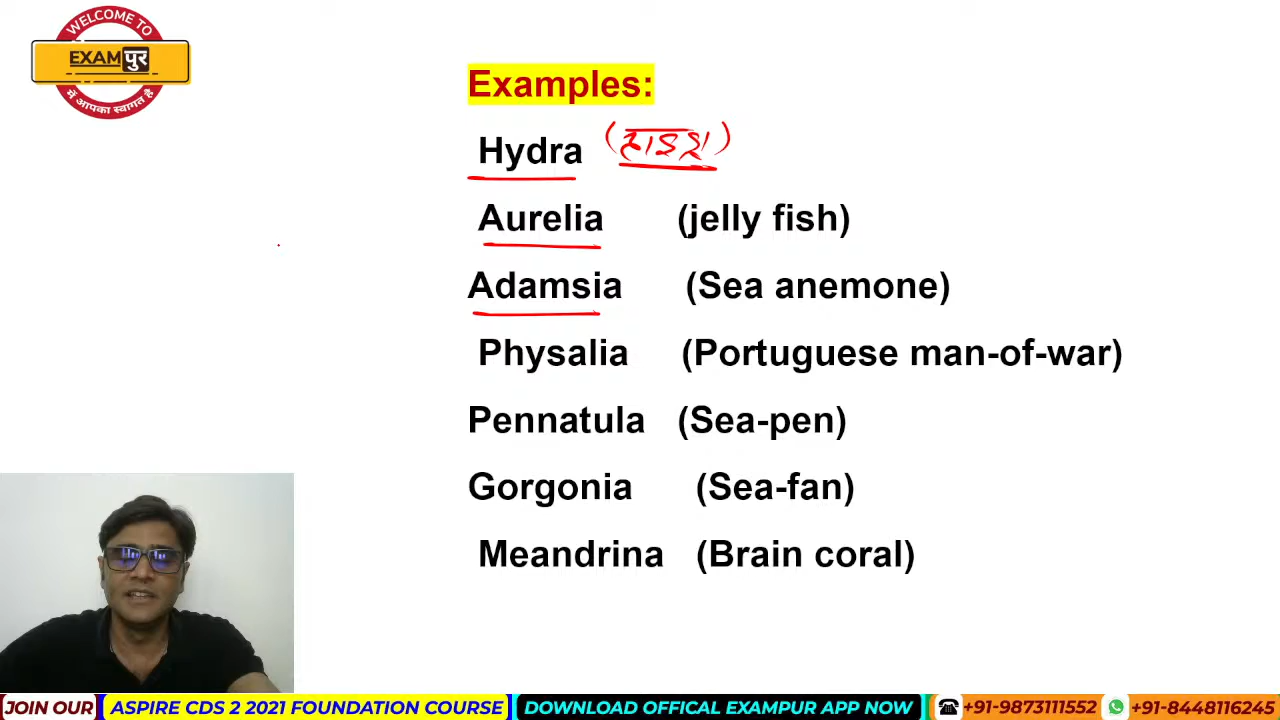 WELCOME TO
EXAMपुर
में आपका स्वागत है
Examples:
Hydra (हाइड्रा)
Aurelia (jelly fish)
Adamsia (Sea anemone)
Physalia (Portuguese man-of-war)
Pennatula (Sea-pen)
Gorgonia (Sea-fan)
Meandrina (Brain coral)
JOIN OUR ASPIRE CDS 2 2021 FOUNDATION COURSE DOWNLOAD OFFICAL EXAMPUR APP NOW +91-9873111552 +91-8448116245